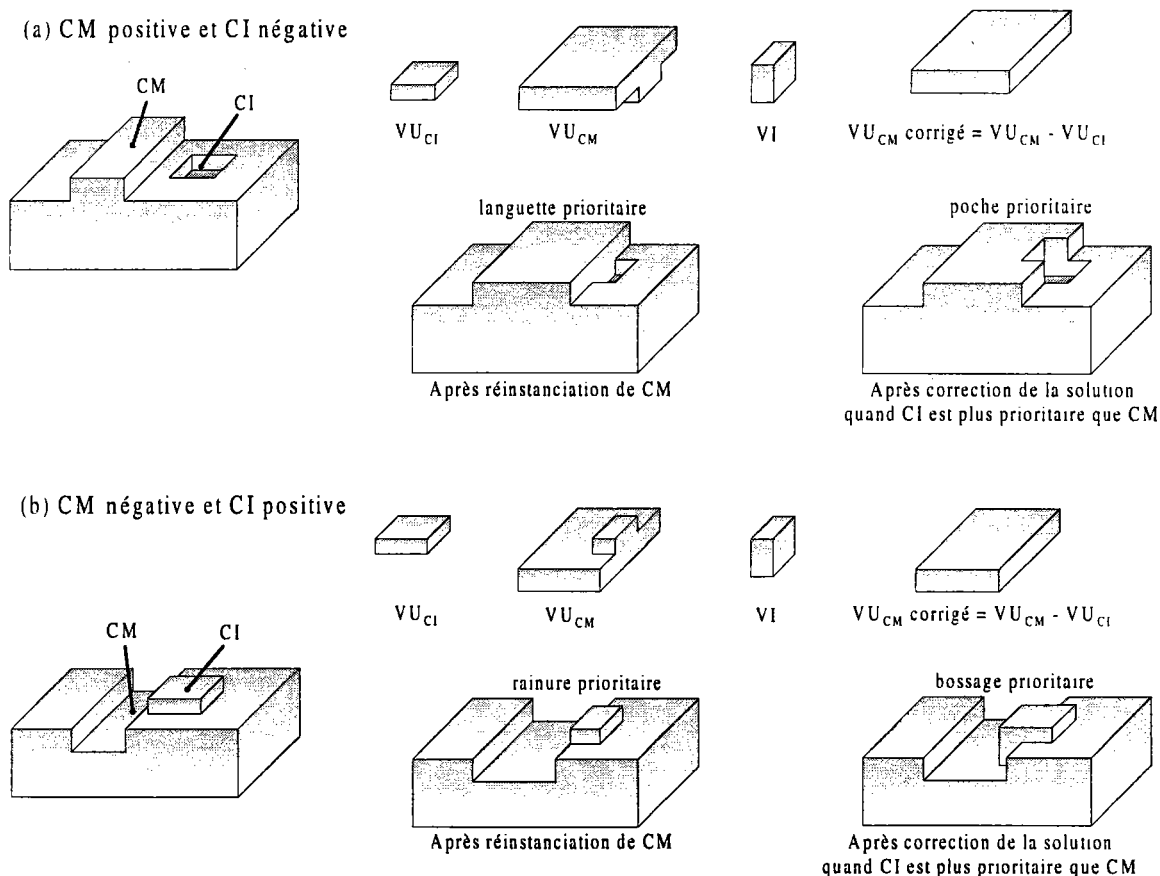 (a) CM positive et CI négative
CM
CI
VU_CI
VU_CM
VI
VU_CM corrigé = VU_CM - VU_CI
languette prioritaire
poche prioritaire
Après réinstanciation de CM
Après correction de la solution
quand CI est plus prioritaire que CM
(b) CM négative et CI positive
CM
CI
VU_CI
VU_CM
VI
VU_CM corrigé = VU_CM - VU_CI
rainure prioritaire
bossage prioritaire
Après réinstanciation de CM
Après correction de la solution
quand CI est plus prioritaire que CM